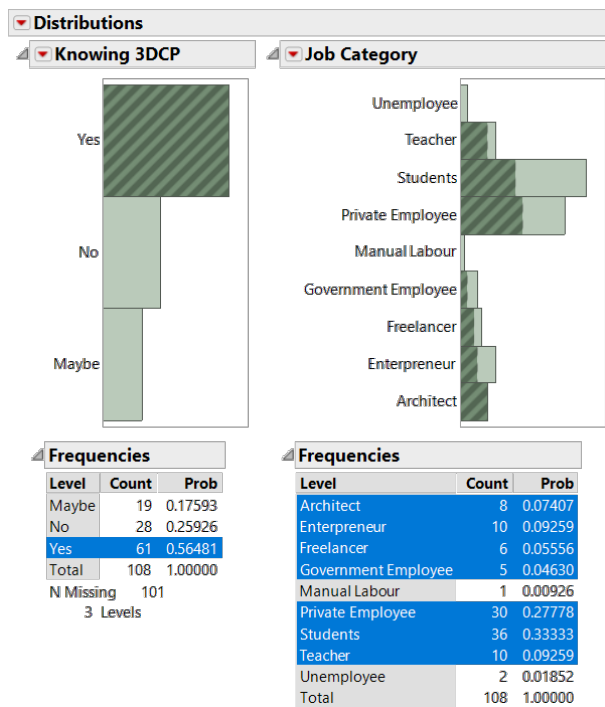 Distributions
Knowing 3DCP
Yes
No
Maybe
Frequencies
Level Count Prob
Maybe 19 0.17593
No 28 0.25926
Yes 61 0.56481
Total 108 1.00000
N Missing 101
3 Levels
Job Category
Unemployee
Teacher
Students
Private Employee
Manual Labour
Government Employee
Freelancer
Enterpreneur
Architect
Frequencies
Level Count Prob
Architect 8 0.07407
Enterpreneur 10 0.09259
Freelancer 6 0.05556
Government Employee 5 0.04630
Manual Labour 1 0.00926
Private Employee 30 0.27778
Students 36 0.33333
Teacher 10 0.09259
Unemployee 2 0.01852
Total 108 1.00000